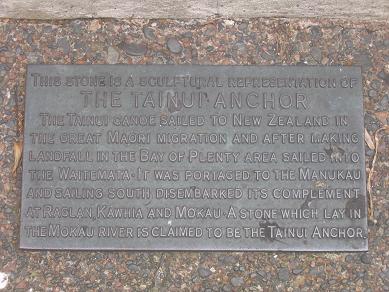 THIS STONE IS A SCULPTURAL REPRESENTATION OF
THE TAINUI ANCHOR
THE TAINUI CANOE SAILED TO NEW ZEALAND IN
THE GREAT MAORI MIGRATION AND AFTER MAKING
LANDFALL IN THE BAY OF PLENTY AREA SAILED INTO
THE WAITEMATA · IT WAS PORTAGED TO THE MANUKAU
AND SAILING SOUTH DISEMBARKED ITS COMPLEMENT
AT RAGLAN, KAWHIA AND MOKAU · A STONE WHICH LAY IN
THE MOKAU RIVER IS CLAIMED TO BE THE TAINUI ANCHOR.